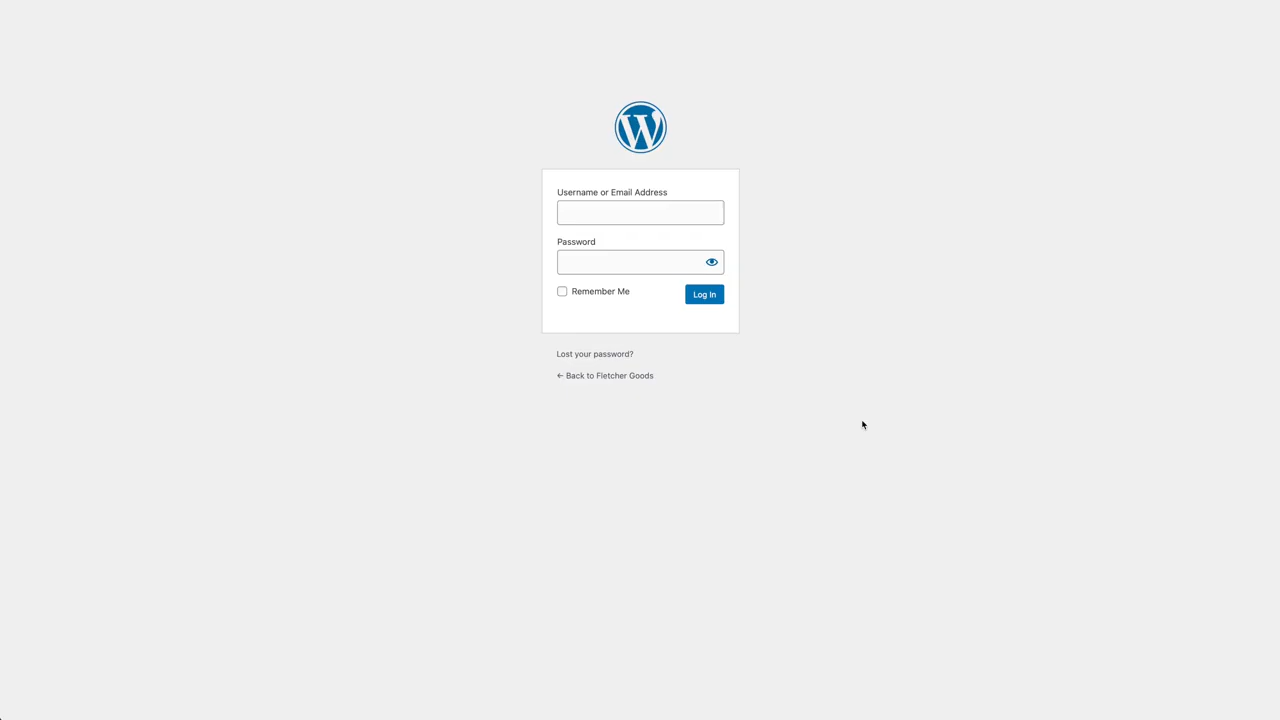 Username or Email Address
Password
Remember Me
Log In
Lost your password?
← Back to Fletcher Goods